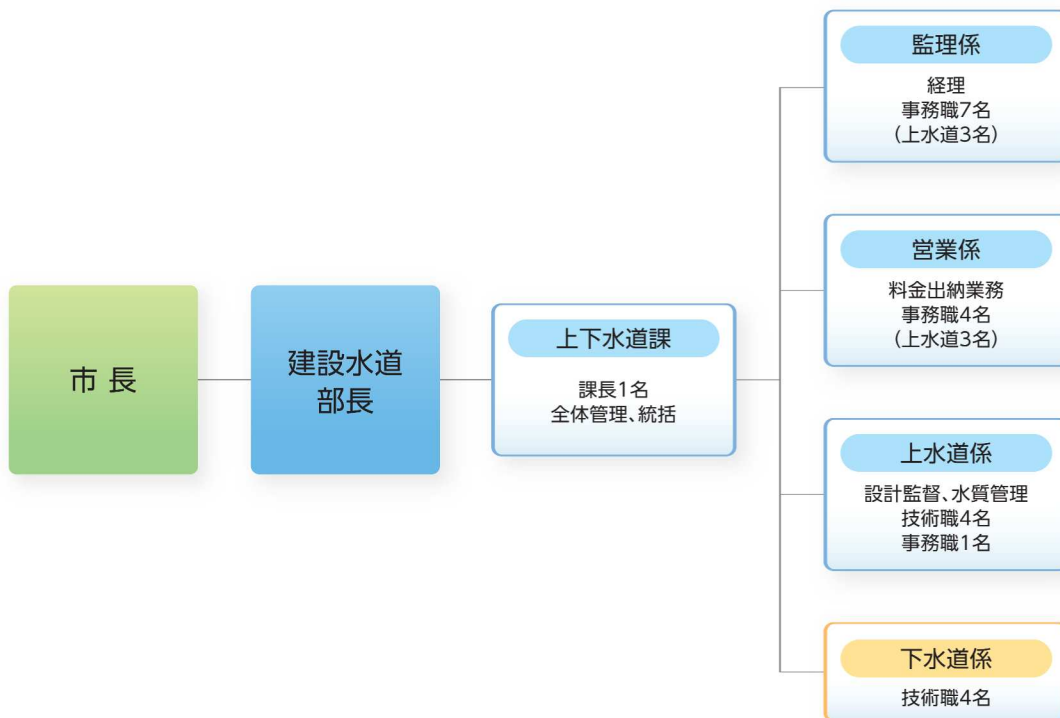 市長
建設水道
部長
上下水道課
課長1名
全体管理、統括
監理係
経理
事務職7名
(上水道3名)
営業係
料金出納業務
事務職4名
(上水道3名)
上水道係
設計監督、水質管理
技術職4名
事務職1名
下水道係
技術職4名